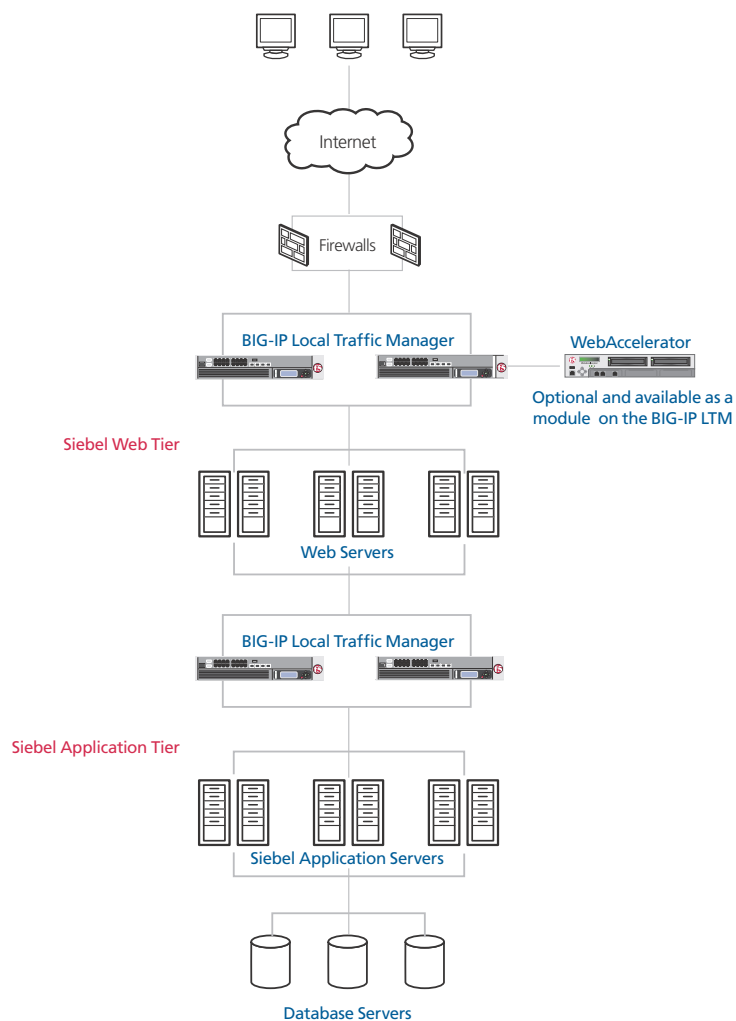 Internet
Firewalls
BIG-IP Local Traffic Manager
WebAccelerator
Optional and available as a
module on the BIG-IP LTM
Siebel Web Tier
Web Servers
BIG-IP Local Traffic Manager
Siebel Application Tier
Siebel Application Servers
Database Servers